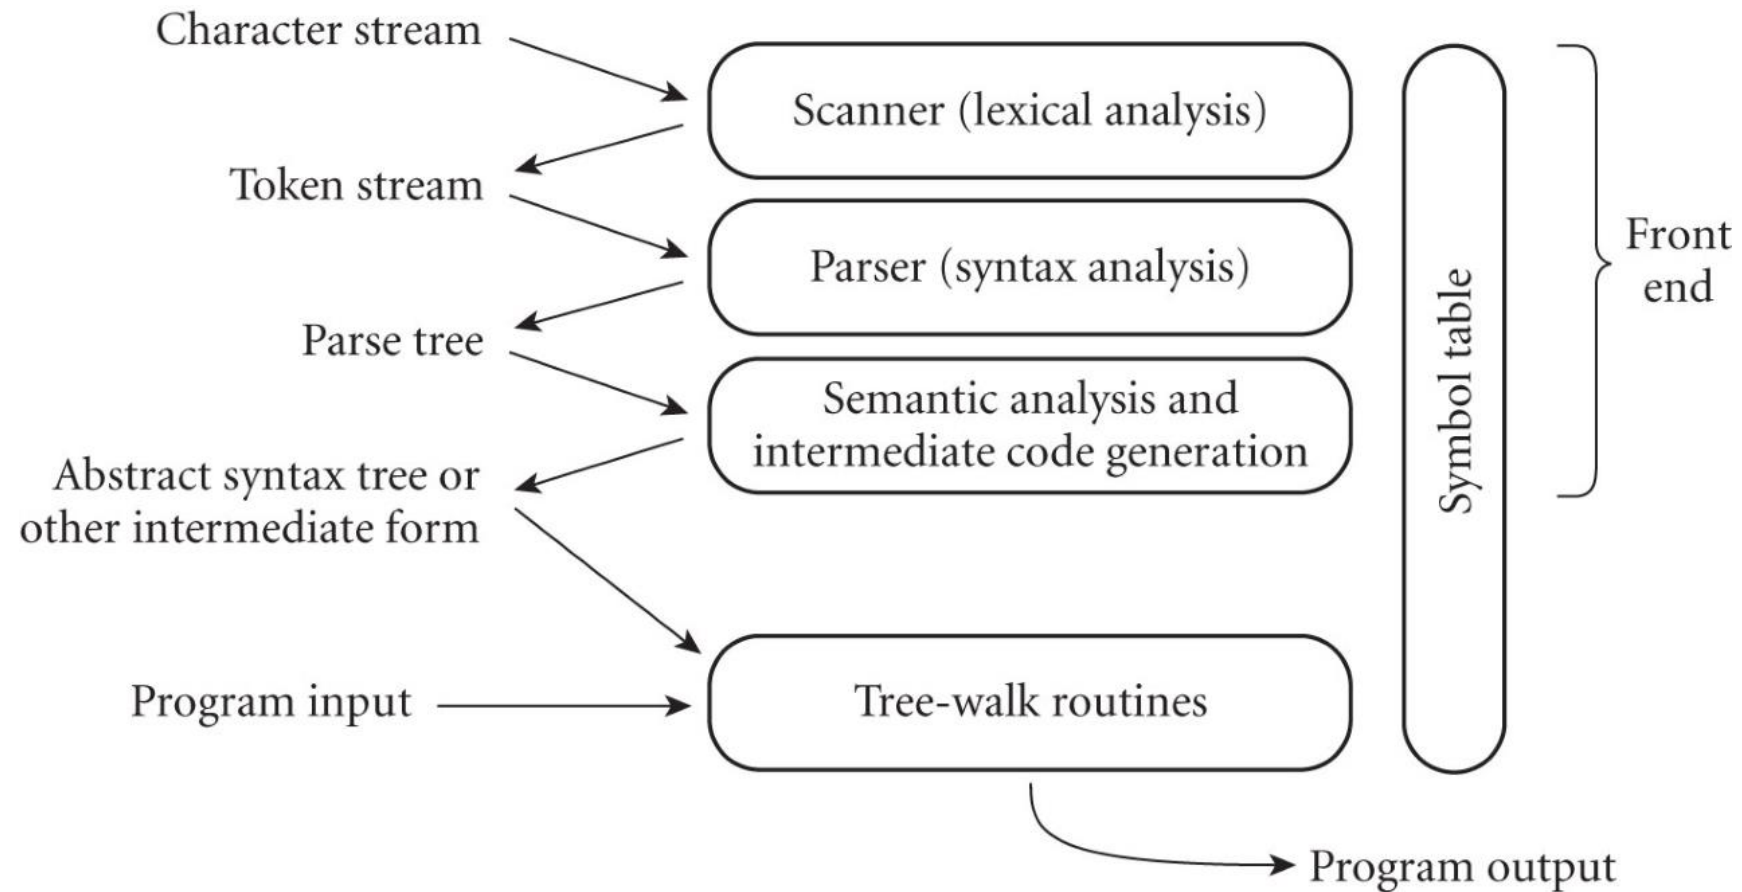 Character stream
Scanner (lexical analysis)
Token stream
Parser (syntax analysis)
Parse tree
Semantic analysis and
intermediate code generation
Abstract syntax tree or
other intermediate form
Program input
Tree-walk routines
Program output
Symbol table
Front
end